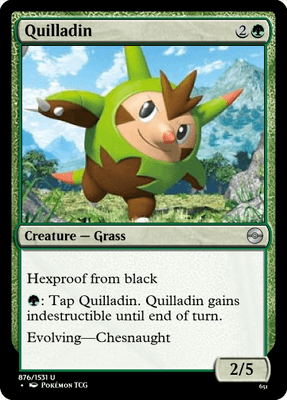 Quilladin 2
Creature — Grass
Hexproof from black
: Tap Quilladin. Quilladin gains
indestructible until end of turn.
Evolving—Chesnaught
2/5
876/1531 U
• Pokémon TCG